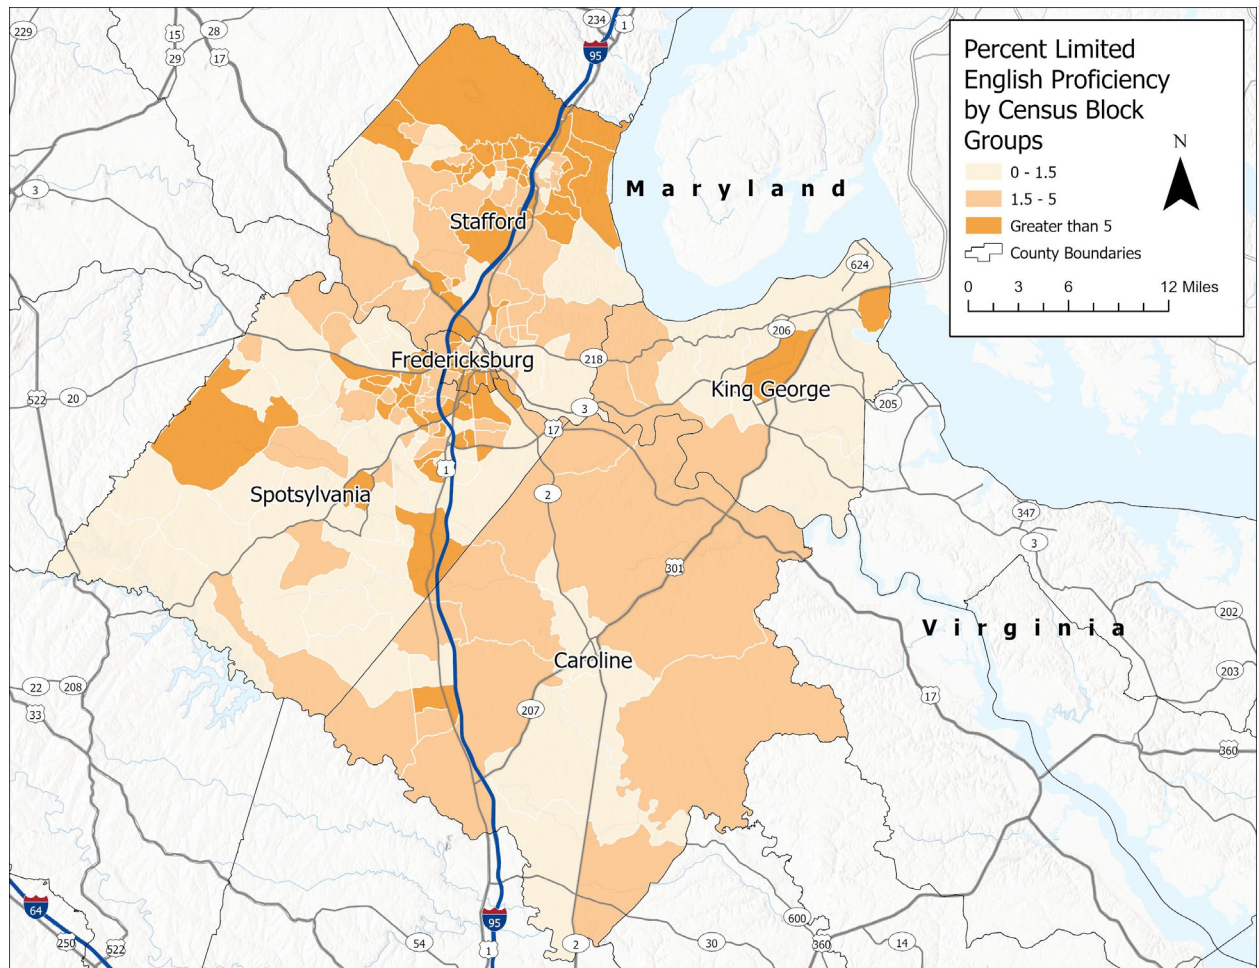 Percent Limited
English Proficiency
by Census Block
Groups
0 - 1.5
1.5 - 5
Greater than 5
County Boundaries
0 3 6 12 Miles
N
229
15
28
29
17
234
1
95
3
Maryland
Stafford
624
206
218
Fredericksburg
King George
522
20
3
205
17
1
2
Spotsylvania
347
3
301
202
Virginia
Caroline
203
22
208
33
207
17
360
64
250
522
54
95
1
2
30
600
360
14